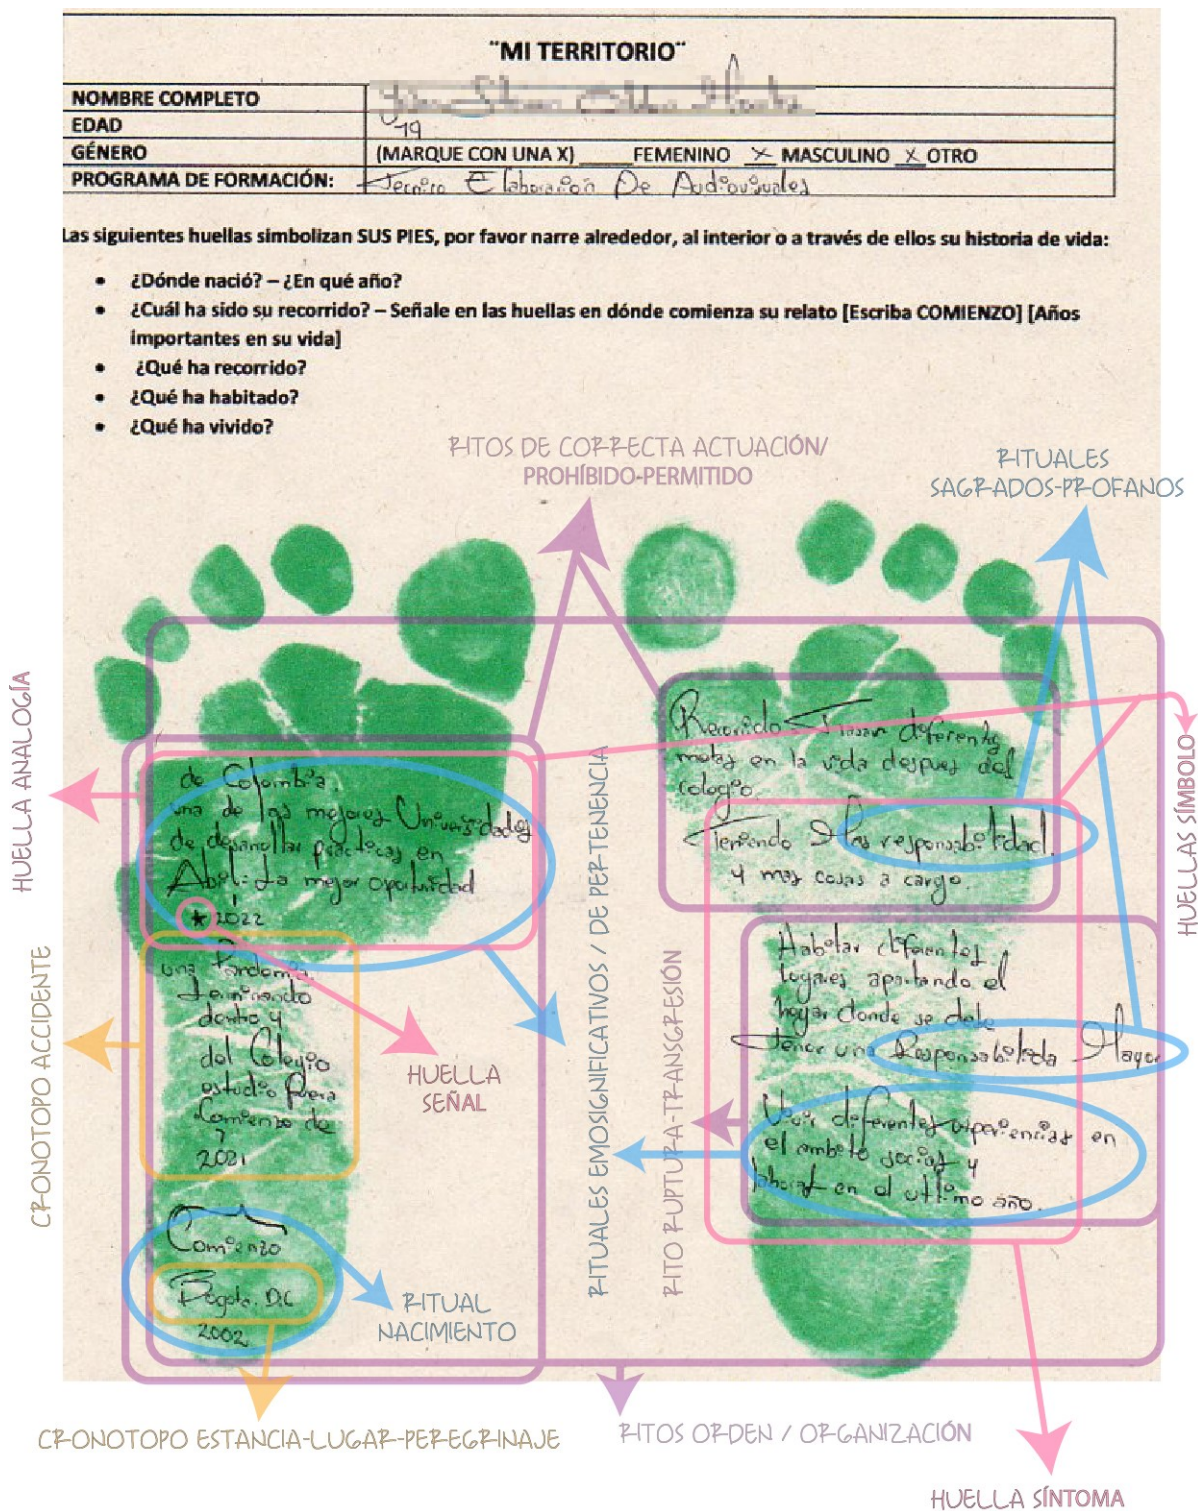 ¨MI TERRITORIO¨
NOMBRE COMPLETO
EDAD 19
GÉNERO (MARQUE CON UNA X) ____ FEMENINO X MASCULINO X OTRO
PROGRAMA DE FORMACIÓN: Tecnico Elaboración De Audiovisuales
Las siguientes huellas simbolizan SUS PIES, por favor narre alrededor, al interior o a través de ellos su historia de vida:
• ¿Dónde nació? – ¿En qué año?
• ¿Cuál ha sido su recorrido? – Señale en las huellas en dónde comienza su relato [Escriba COMIENZO] [Años
importantes en su vida]
• ¿Qué ha recorrido?
• ¿Qué ha habitado?
• ¿Qué ha vivido?
RITOS DE CORRECTA ACTUACIÓN/
PROHÍBIDO-PERMITIDO
RITUALES
SAGRADOS-PROFANOS
HUELLA ANALOGÍA
de Colombia.
una de las mejores Universidades
de desarrollar practicas en
Abril: La mejor oportunidad
★ 2022
una Pandemia.
Terminando
dentro y
del Colegio
estudio fuera
Comienzo de
2021
Comienzo
Bogota. D.C
2002
CRONOTOPO ACCIDENTE
HUELLA
SEÑAL
RITUAL
NACIMIENTO
RITUALES EMOSIGNIFICATIVOS / DE PERTENENCIA
RITO RUPTURA-TRANSGRESIÓN
Recorrido: Trazar diferentes
metas en la vida despues del
colegio.
Teniendo Mas responsabilidad.
y mas cosas a cargo.
Habitar diferentes
lugares apartando el
hogar donde se debe
tener una Responsabilida Mayor
Vivir diferentes experiencias en
el ambito social y
laboral en el ultimo año.
HUELLAS SÍMBOLO
CRONOTOPO ESTANCIA-LUGAR-PEREGRINAJE
RITOS ORDEN / ORGANIZACIÓN
HUELLA SÍNTOMA